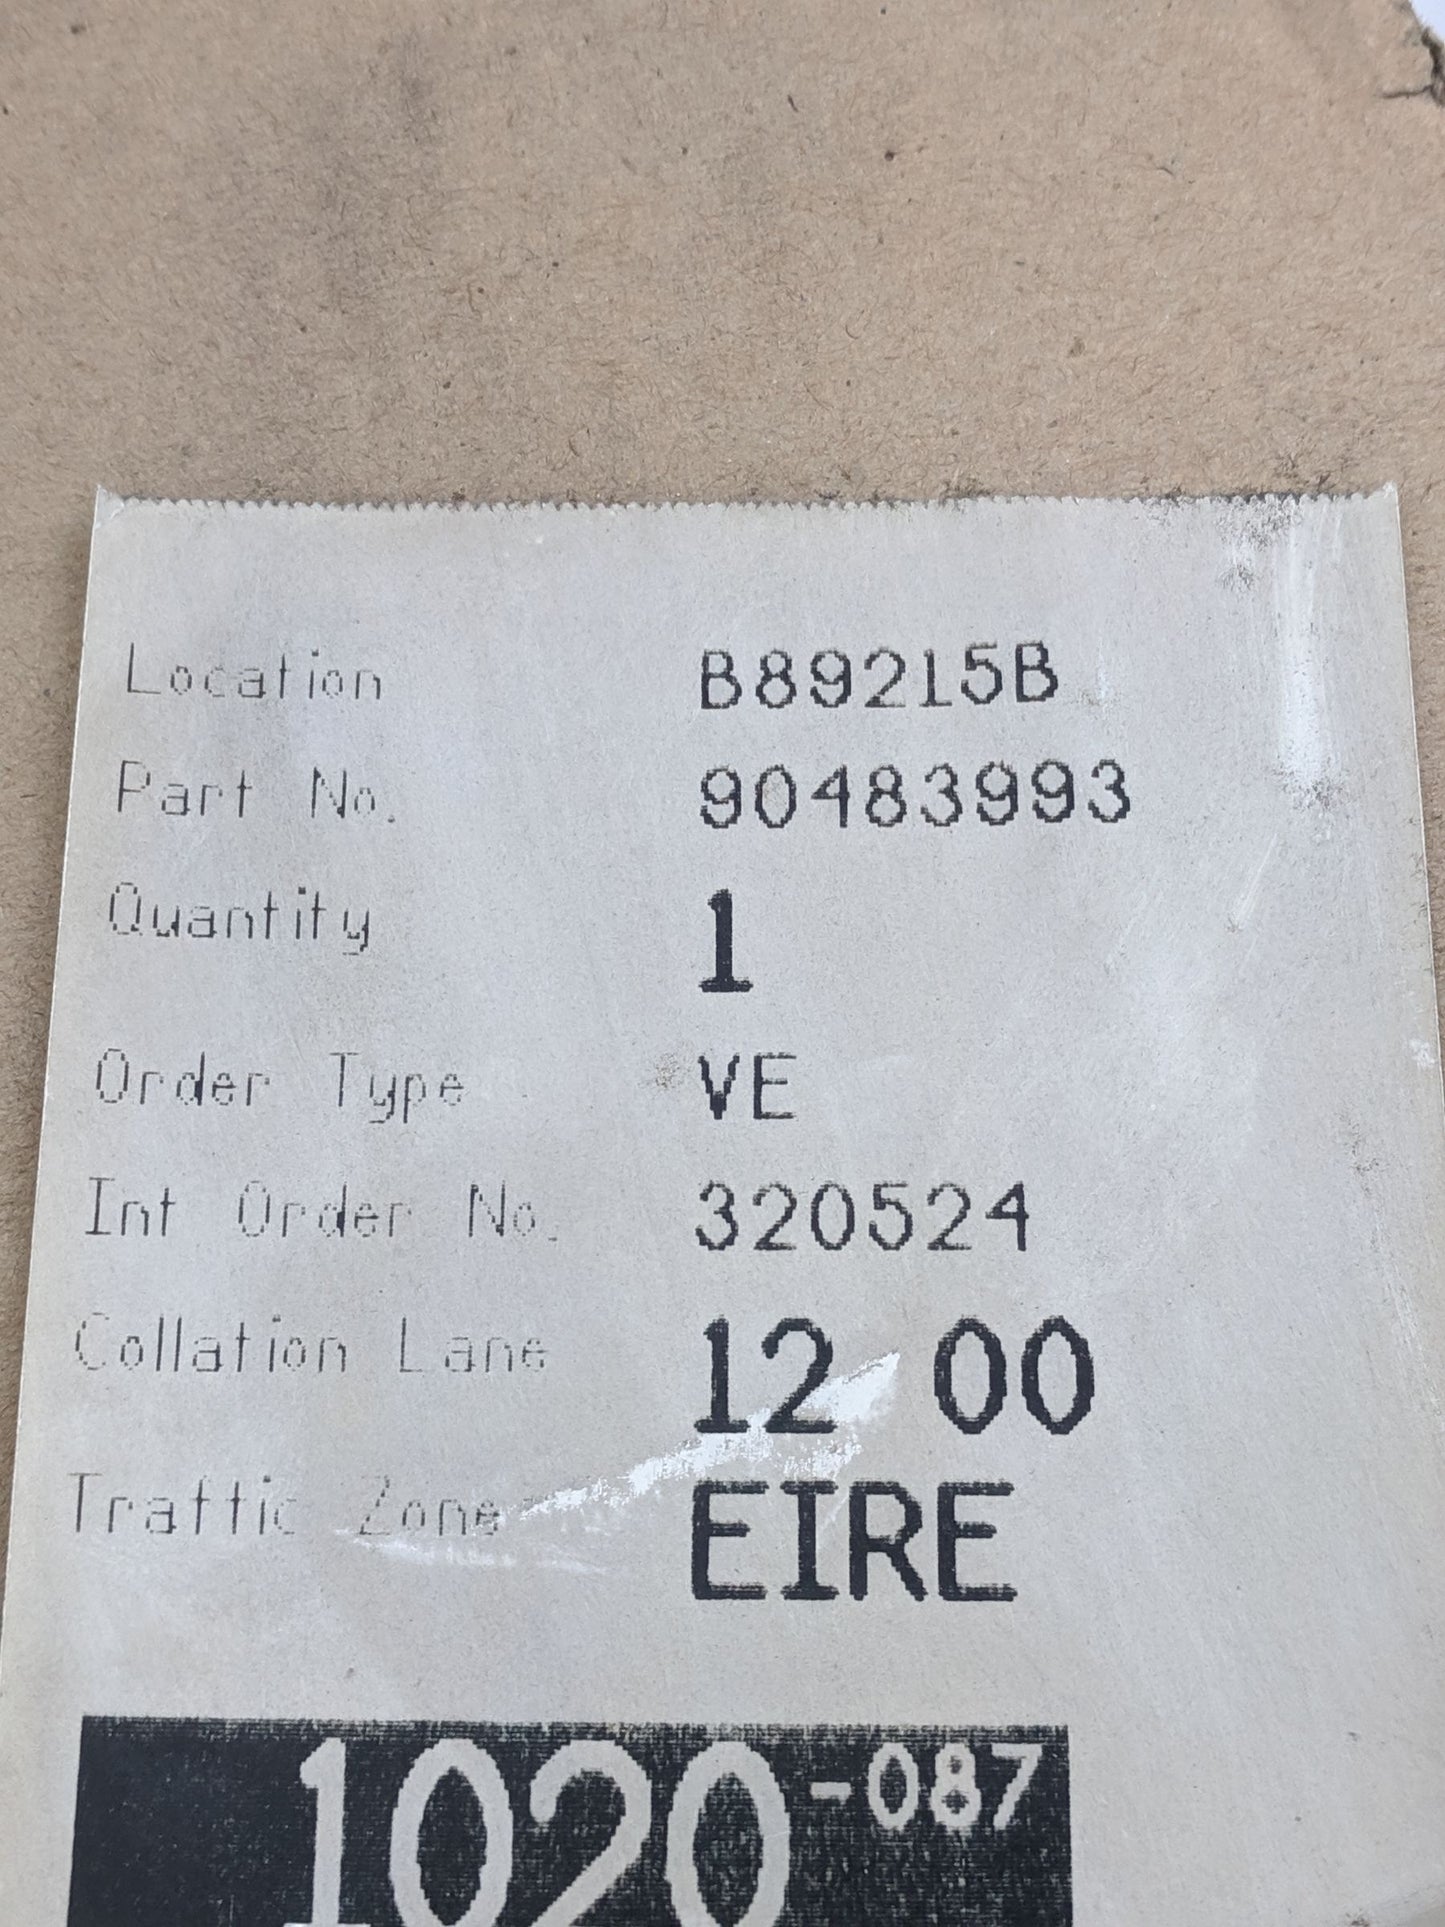 Location B89215B
Part No. 90483993
Quantity 1
Order Type VE
Int Order No. 320524
Collation Lane 12 00
Traffic Zone EIRE
1020-087